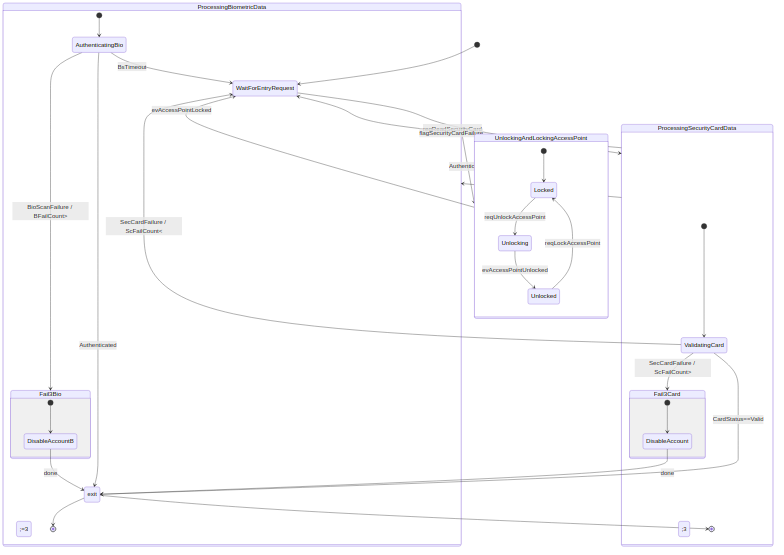 ProcessingBiometricData
AuthenticatingBio
BsTimeout
WaitForEntryRequest
evAccessPointLocked
flagSecurityCardFailure
ProcessingSecurityCardData
UnlockingAndLockingAccessPoint
Authentic
Locked
BioScanFailure /
BFailCount>
SecCardFailure /
ScFailCount<
reqUnlockAccessPoint
Unlocking
reqLockAccessPoint
evAccessPointUnlocked
Unlocked
Authenticated
ValidatingCard
SecCardFailure /
ScFailCount>
Fail3Bio
Fail3Card
CardStatus==Valid
DisableAccountB
DisableAccount
done
done
exit
;=3
;3